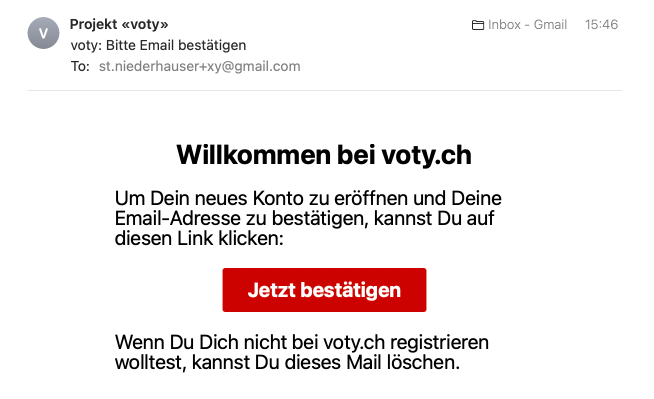 V
Projekt «voty»
Inbox - Gmail 15:46
voty: Bitte Email bestätigen
To: st.niederhauser+xy@gmail.com
Willkommen bei voty.ch
Um Dein neues Konto zu eröffnen und Deine
Email-Adresse zu bestätigen, kannst Du auf
diesen Link klicken:
Jetzt bestätigen
Wenn Du Dich nicht bei voty.ch registrieren
wolltest, kannst Du dieses Mail löschen.